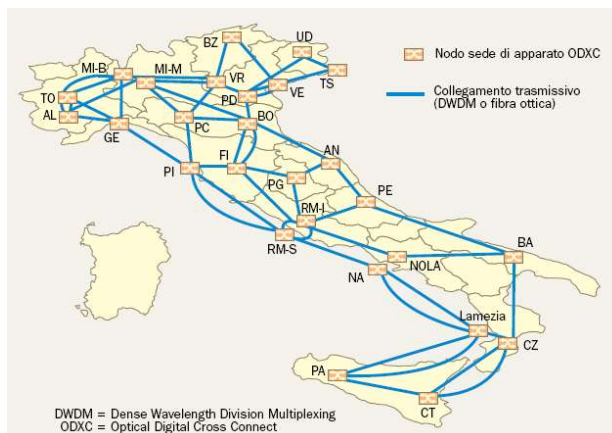 BZ
UD
MI-B
MI-M
VR
TS
VE
TO
PD
AL
BO
PC
GE
FI
AN
PI
PG
PE
RM-I
RM-S
BA
NOLA
NA
Lamezia
CZ
PA
CT
Nodo sede di apparato ODXC
Collegamento trasmissivo
(DWDM o fibra ottica)
DWDM = Dense Wavelength Division Multiplexing
ODXC = Optical Digital Cross Connect